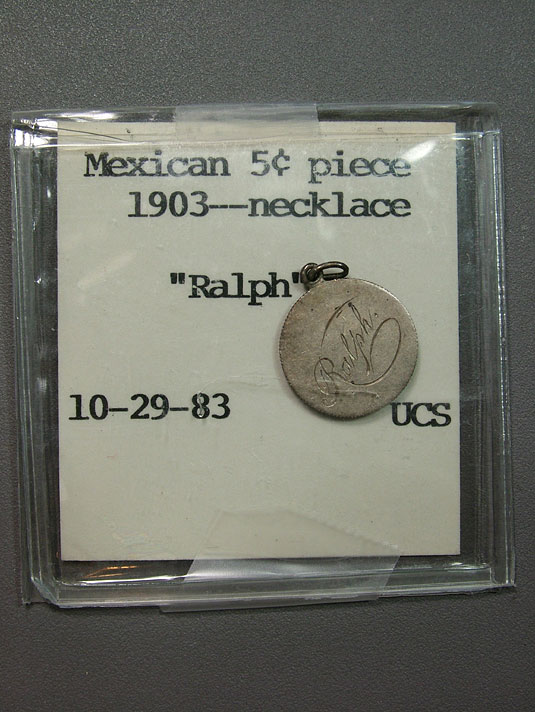 Mexican 5¢ piece
1903--necklace
"Ralph"
Ralph.
10-29-83 UCS